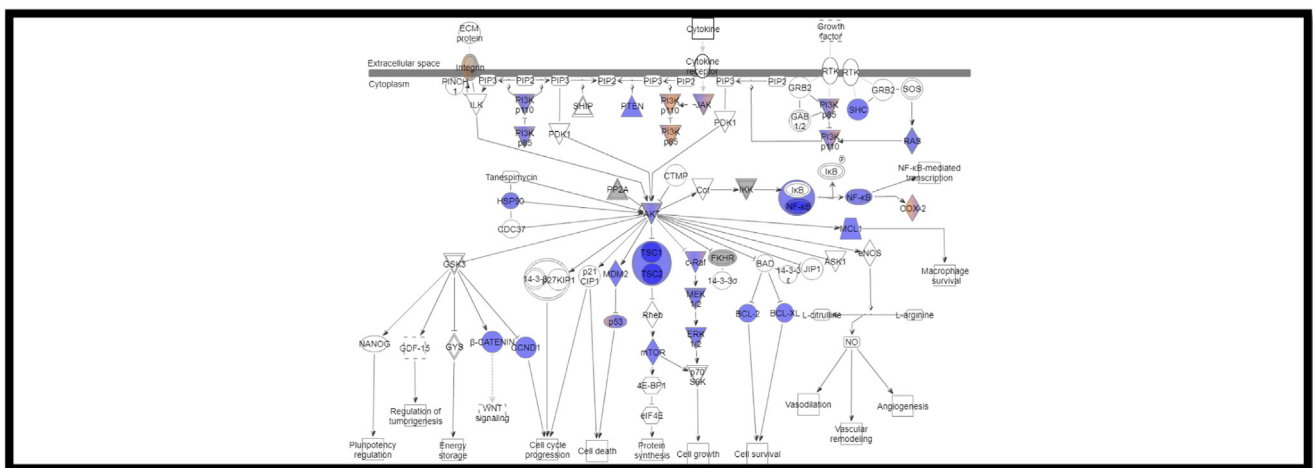 ECM
protein
Cytokine
Growth
factor
Extracellular space
Integrin
Cytokine
receptor
RTK
RTK
Cytoplasm
PINCH
1
PIP3
PIP2
PIP3
PIP2
PIP3
PIP2
PIP3
PIP2
GRB2
GRB2
SOS
ILK
PI3K
p110
SHIP
PTEN
PI3K
p110
JAK
PI3K
p85
SHC
GAB
1/2
PDK1
PI3K
p85
PI3K
p85
PDK1
PI3K
p110
RAS
P
IκB
NF-κB-mediated
transcription
Tanespimycin
CTMP
PP2A
Cot
IKK
IκB
HSP90
NF-κB
NF-κB
COX-2
AKT
CDC37
MCL1
TSC1
TSC2
c-Raf
FKHR
BAD
14-3-3
ε
JIP1
ASK1
eNOS
GSK3
14-3-σ
p27KIP1
p21
CIP1
MDM2
14-3-3σ
Macrophage
survival
MEK
1/2
p53
Rheb
BCL-2
BCL-XL
L-citrulline
L-arginine
ERK
1/2
NANOG
GDF-15
GYS
β-CATENIN
CCND1
mTOR
NO
p70
S6K
4E-BP1
Regulation of
tumorigenesis
WNT
signaling
eIF4E
Vasodilation
Angiogenesis
Vascular
remodeling
Pluripotency
regulation
Energy
storage
Cell cycle
progression
Cell death
Protein
synthesis
Cell growth
Cell survival